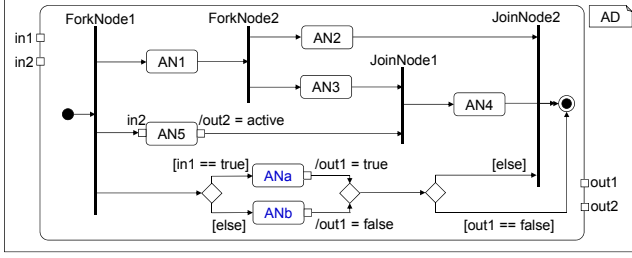 ForkNode1
ForkNode2
JoinNode2
AD
in1
in2
AN1
AN2
JoinNode1
AN3
AN4
in2
/out2 = active
AN5
[in1 == true]
ANa
/out1 = true
[else]
[else]
ANb
/out1 = false
[out1 == false]
out1
out2